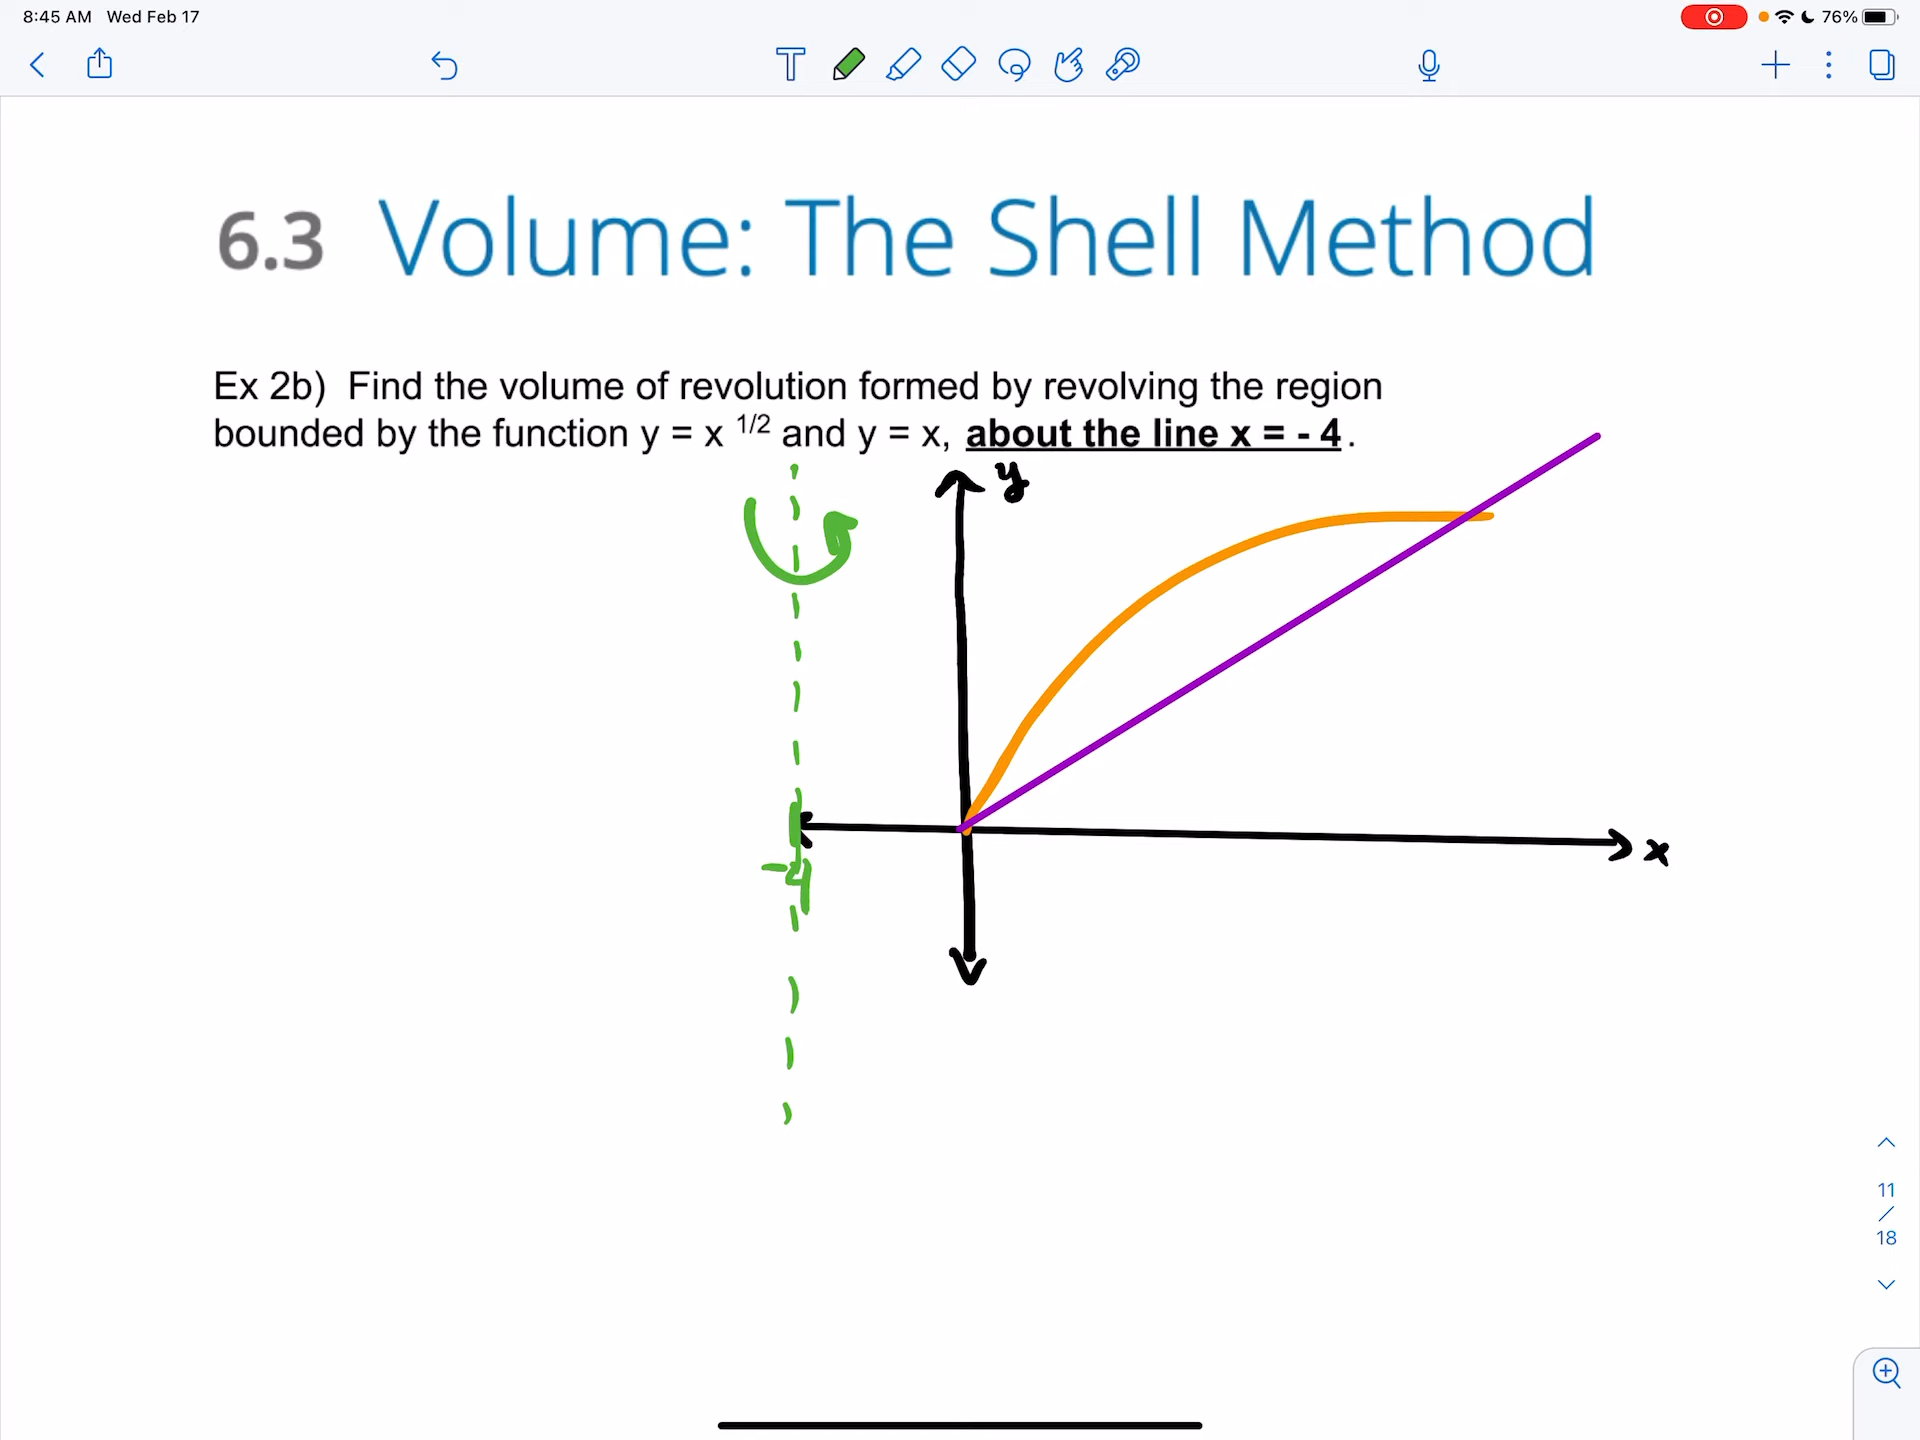 8:45 AM Wed Feb 17
76%
T
6.3 Volume: The Shell Method
Ex 2b) Find the volume of revolution formed by revolving the region
bounded by the function y = x 1/2 and y = x, about the line x = - 4 .
y
x
-4
11
/
18